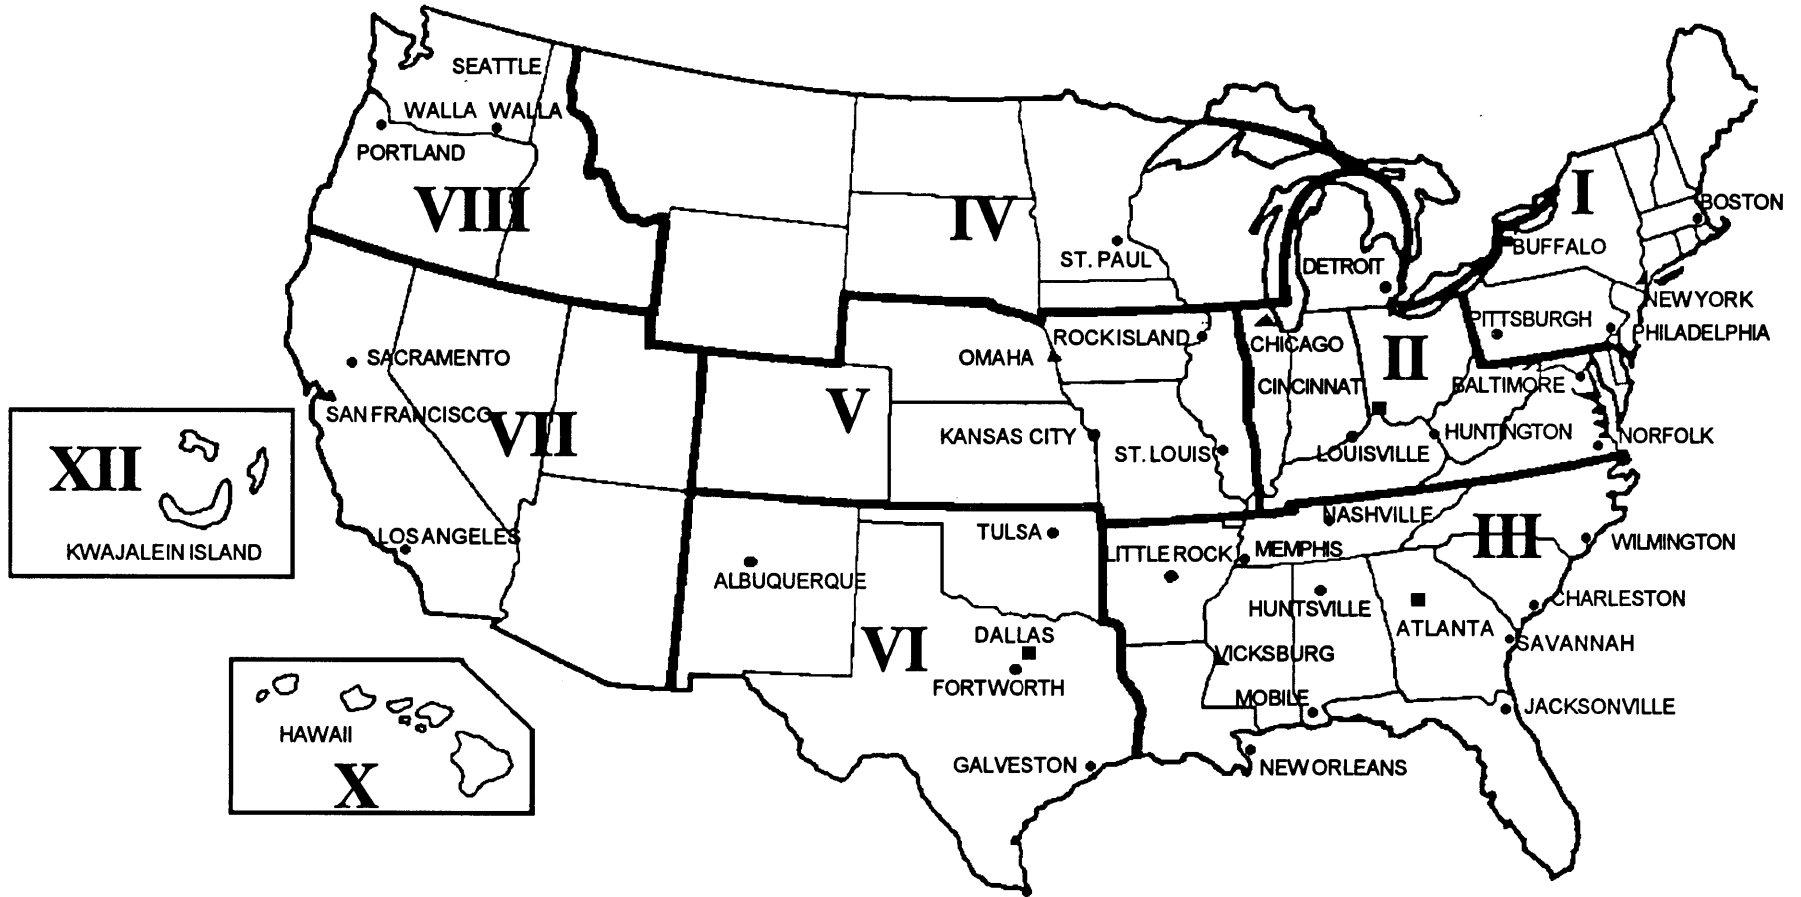 SEATTLE
WALLA WALLA
PORTLAND
VIII
IV
I
BOSTON
BUFFALO
ST. PAUL
DETROIT
NEW YORK
PITTSBURGH
PHILADELPHIA
ROCK ISLAND
CHICAGO
OMAHA
SACRAMENTO
II
CINCINNAT
BALTIMORE
SAN FRANCISCO
VII
V
KANSAS CITY
ST. LOUIS
LOUISVILLE
HUNTINGTON
NORFOLK
XII
KWAJALEIN ISLAND
LOS ANGELES
TULSA
NASHVILLE
III
WILMINGTON
LITTLE ROCK
MEMPHIS
ALBUQUERQUE
HUNTSVILLE
CHARLESTON
ATLANTA
SAVANNAH
DALLAS
VI
VICKSBURG
FORT WORTH
MOBILE
JACKSONVILLE
HAWAII
X
GALVESTON
NEW ORLEANS